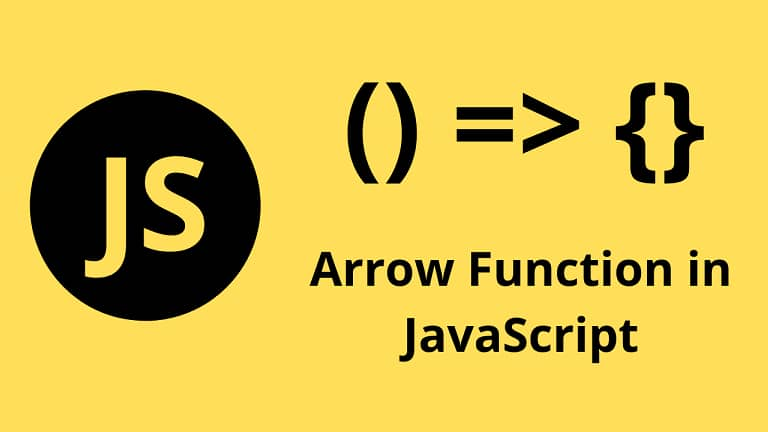 JS
() => {}
Arrow Function in
JavaScript